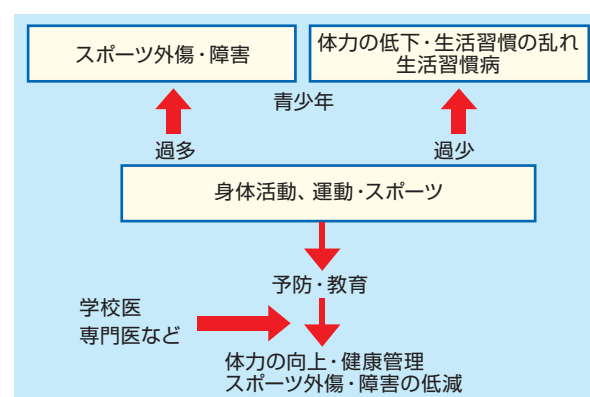 スポーツ外傷・障害
体力の低下・生活習慣の乱れ
生活習慣病
青少年
過多
過少
身体活動、運動・スポーツ
予防・教育
学校医
専門医など
体力の向上・健康管理
スポーツ外傷・障害の低減